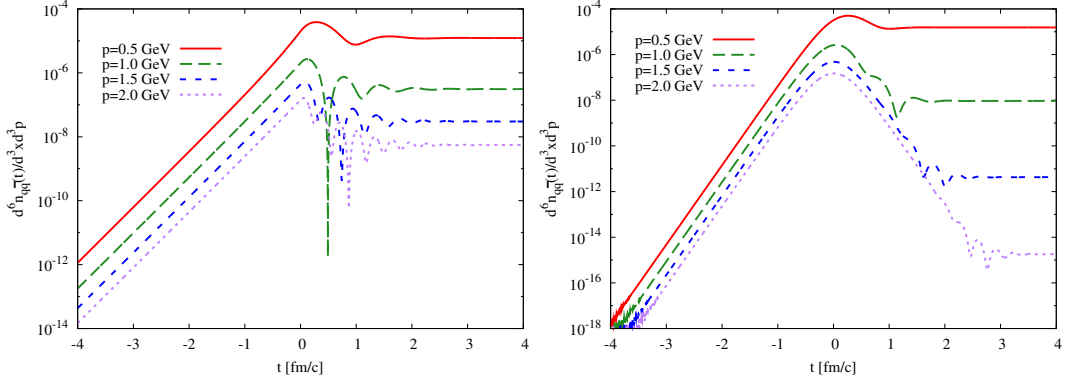 10^-4
10^-6
10^-8
10^-10
10^-12
10^-14
-4 -3 -2 -1 0 1 2 3 4
d^6 n_qq̅(t)/d^3xd^3p
t [fm/c]
p=0.5 GeV
p=1.0 GeV
p=1.5 GeV
p=2.0 GeV
10^-4
10^-6
10^-8
10^-10
10^-12
10^-14
10^-16
10^-18
-4 -3 -2 -1 0 1 2 3 4
d^6 n_qq̅(t)/d^3xd^3p
t [fm/c]
p=0.5 GeV
p=1.0 GeV
p=1.5 GeV
p=2.0 GeV